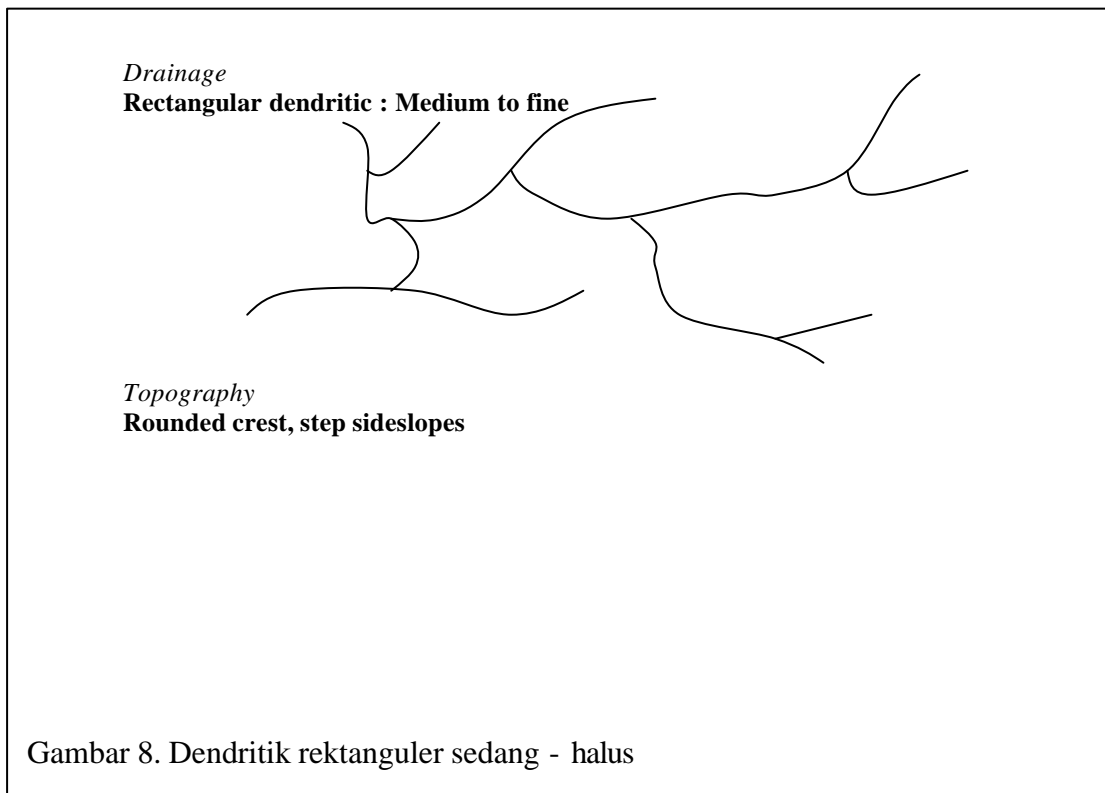 Drainage
Rectangular dendritic : Medium to fine
Topography
Rounded crest, step sideslopes
Gambar 8. Dendritik rektanguler sedang - halus